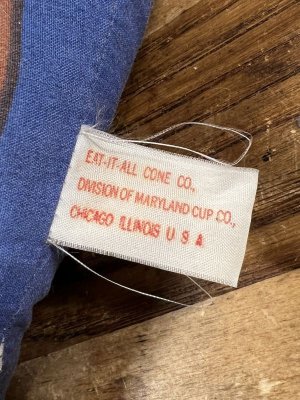 EAT-IT-ALL CONE CO.,
DIVISION OF MARYLAND CUP CO.,
CHICAGO ILLINOIS U S A